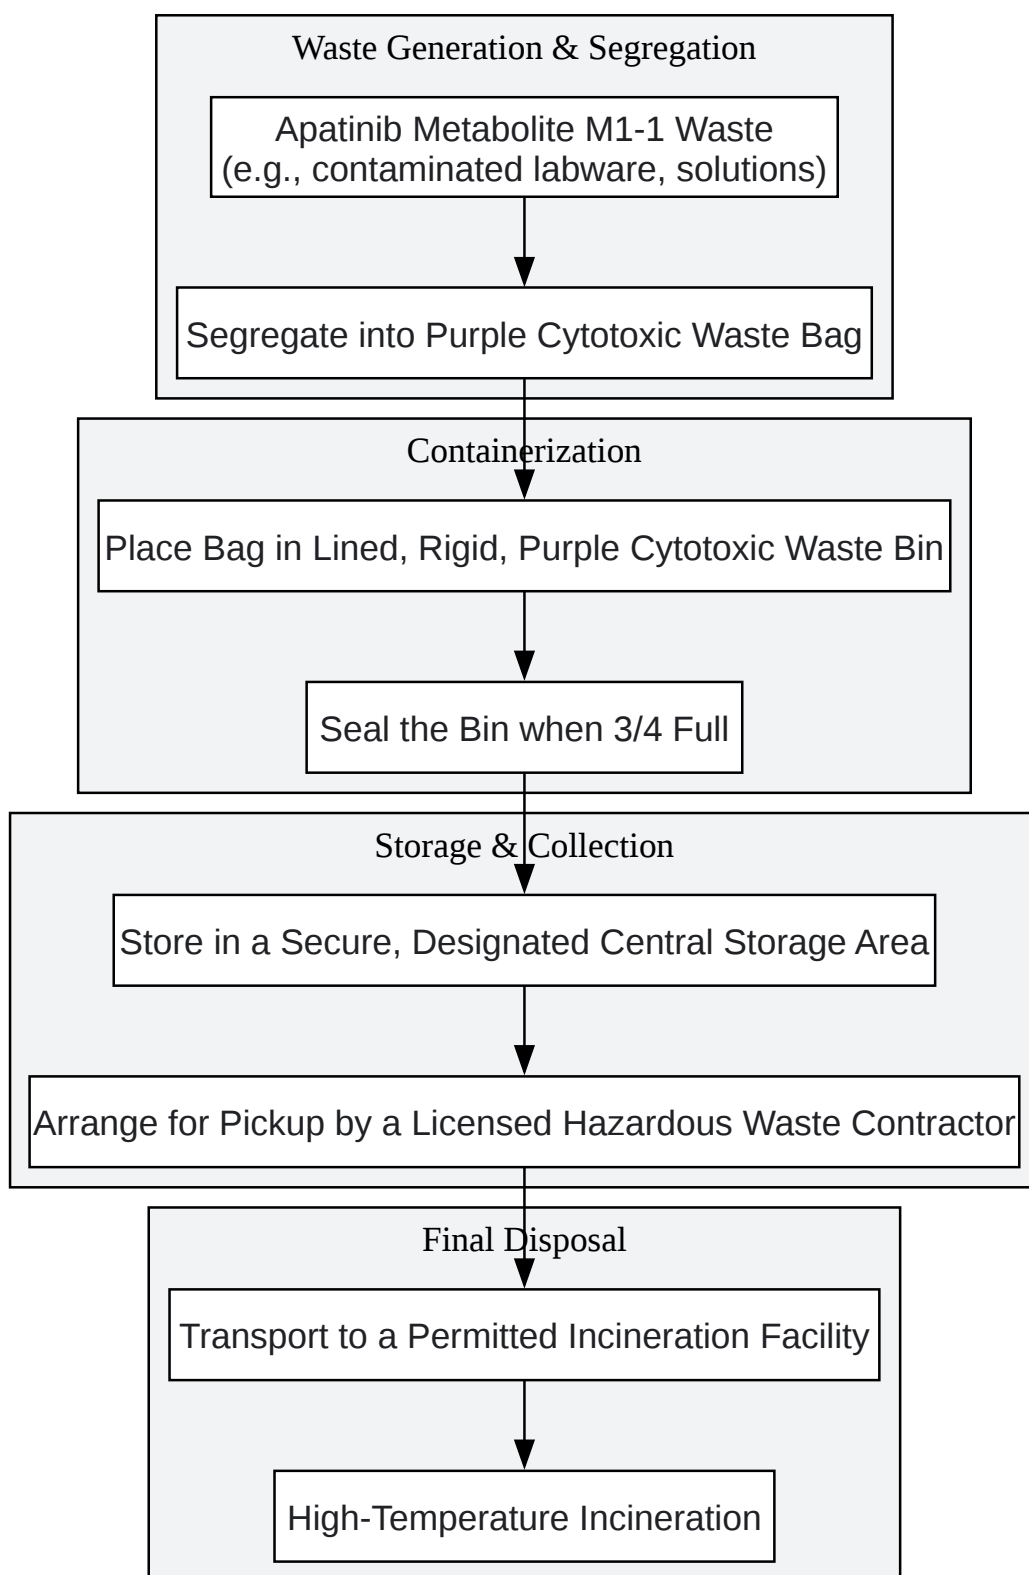 Waste Generation & Segregation
Apatinib Metabolite M1-1 Waste
(e.g., contaminated labware, solutions)
Segregate into Purple Cytotoxic Waste Bag
Containerization
Place Bag in Lined, Rigid, Purple Cytotoxic Waste Bin
Seal the Bin when 3/4 Full
Storage & Collection
Store in a Secure, Designated Central Storage Area
Arrange for Pickup by a Licensed Hazardous Waste Contractor
Final Disposal
Transport to a Permitted Incineration Facility
High-Temperature Incineration